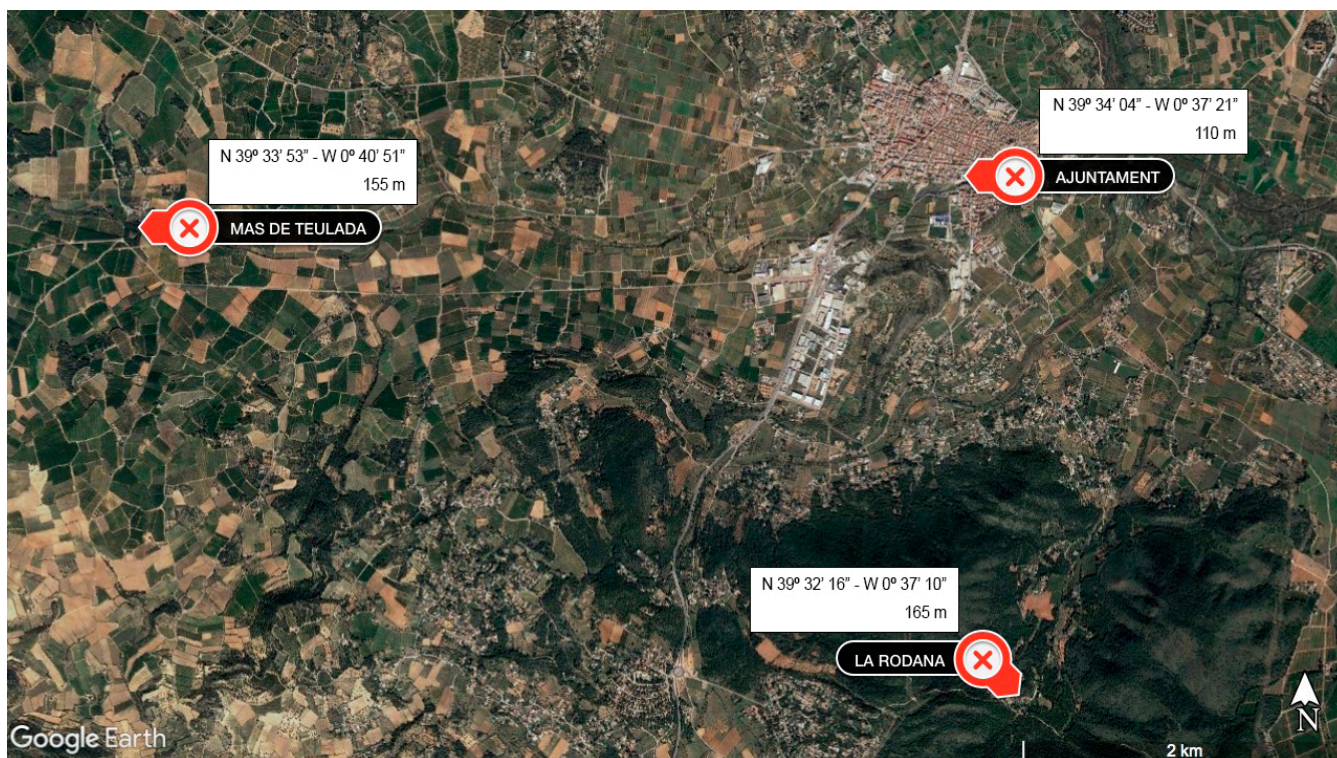 N 39º 34’ 04” - W 0º 37’ 21”
110 m
AJUNTAMENT
N 39º 33’ 53” - W 0º 40’ 51”
155 m
MAS DE TEULADA
N 39º 32’ 16” - W 0º 37’ 10”
165 m
LA RODANA
N
Google Earth
2 km